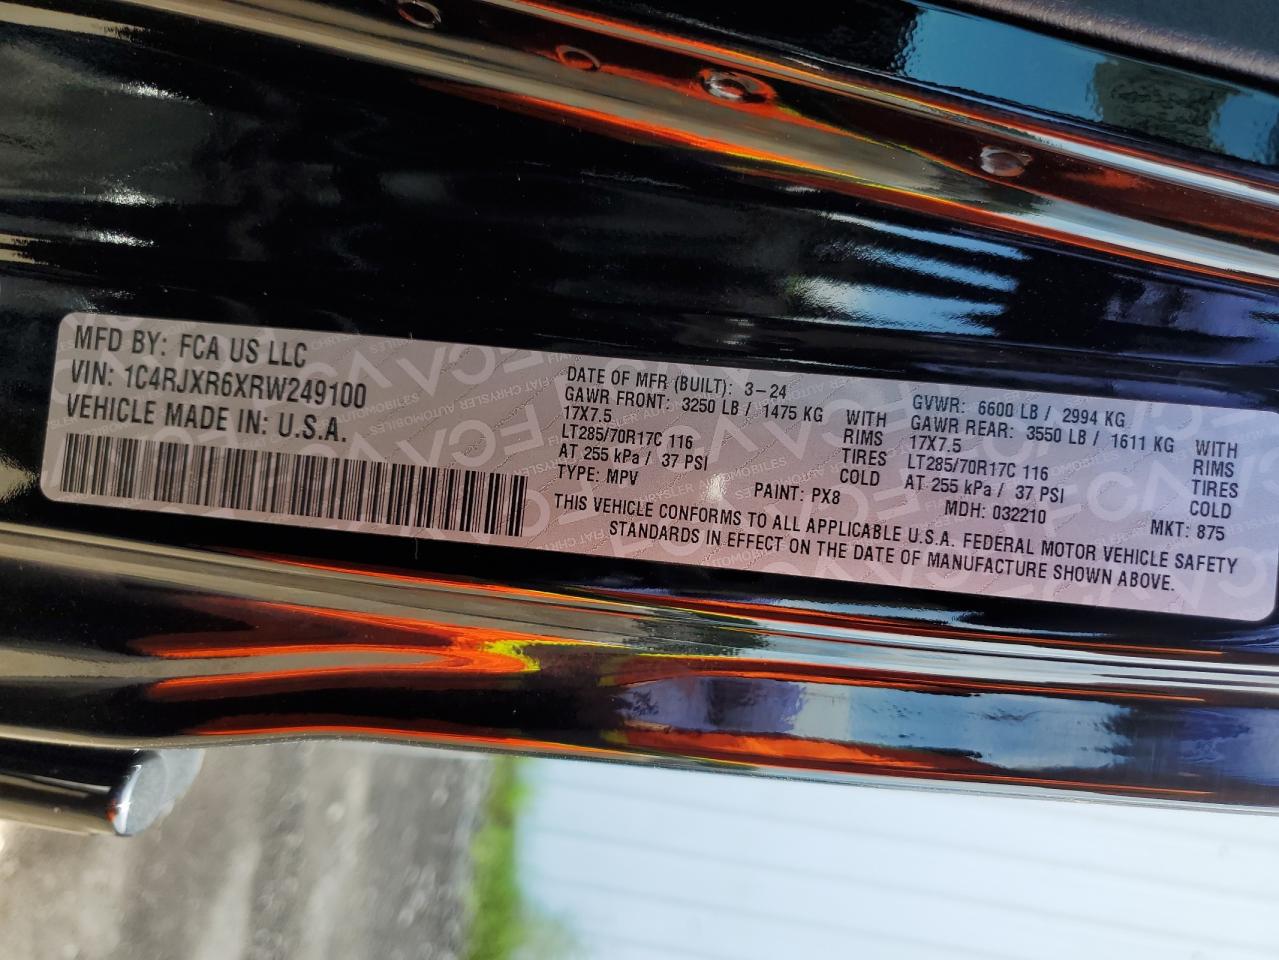 MFD BY: FCA US LLC
VIN: 1C4RJXR6XRW249100
VEHICLE MADE IN: U.S.A.
DATE OF MFR (BUILT): 3-24
GAWR FRONT: 3250 LB / 1475 KG WITH
17X7.5 RIMS
LT285/70R17C 116 TIRES
AT 255 kPa / 37 PSI COLD
TYPE: MPV
PAINT: PX8
GVWR: 6600 LB / 2994 KG
GAWR REAR: 3550 LB / 1611 KG WITH
17X7.5 RIMS
LT285/70R17C 116 TIRES
AT 255 kPa / 37 PSI COLD
MDH: 032210
MKT: 875
THIS VEHICLE CONFORMS TO ALL APPLICABLE U.S.A. FEDERAL MOTOR VEHICLE SAFETY
STANDARDS IN EFFECT ON THE DATE OF MANUFACTURE SHOWN ABOVE.